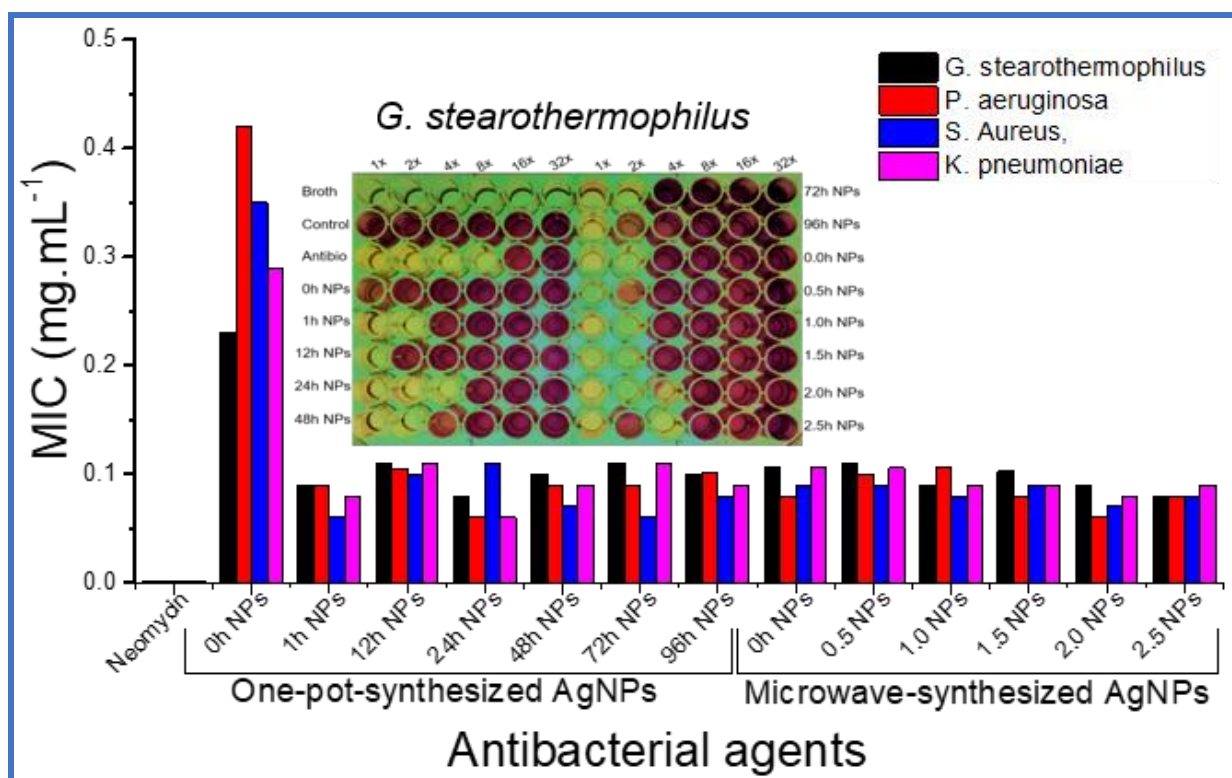 0.5
0.4
0.3
0.2
0.1
0.0
MIC (mg.mL-1)
G. stearothermophilus
P. aeruginosa
S. Aureus,
K. pneumoniae
G. stearothermophilus
1x 2x 4x 8x 16x 32x 1x 2x 4x 8x 16x 32x
Broth 72h NPs
Control 96h NPs
Antibio 0.0h NPs
0h NPs 0.5h NPs
1h NPs 1.0h NPs
12h NPs 1.5h NPs
24h NPs 2.0h NPs
48h NPs 2.5h NPs
0h NPs 1h NPs 12h NPs 24h NPs 48h NPs 72h NPs 96h NPs 0h NPs 0.5 NPs 1.0 NPs 1.5 NPs 2.0 NPs 2.5 NPs
One-pot-synthesized AgNPs Microwave-synthesized AgNPs
Antibacterial agents